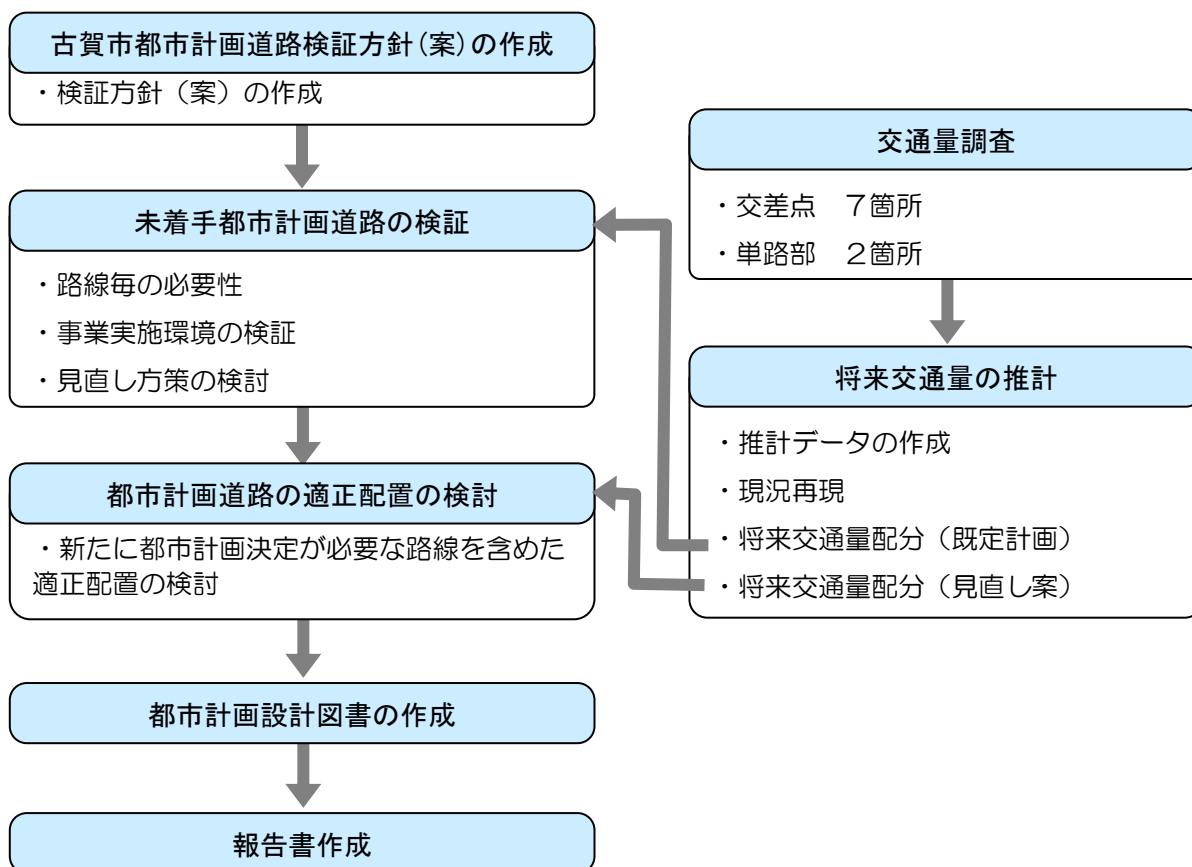 古賀市都市計画道路検証方針(案)の作成
・検証方針（案）の作成
未着手都市計画道路の検証
・路線毎の必要性
・事業実施環境の検証
・見直し方策の検討
都市計画道路の適正配置の検討
・新たに都市計画決定が必要な路線を含めた
適正配置の検討
都市計画設計図書の作成
報告書作成
交通量調査
・交差点　７箇所
・単路部　２箇所
将来交通量の推計
・推計データの作成
・現況再現
・将来交通量配分（既定計画）
・将来交通量配分（見直し案）